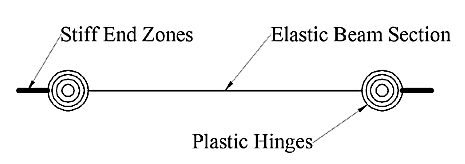 Stiff End Zones
Elastic Beam Section
Plastic Hinges